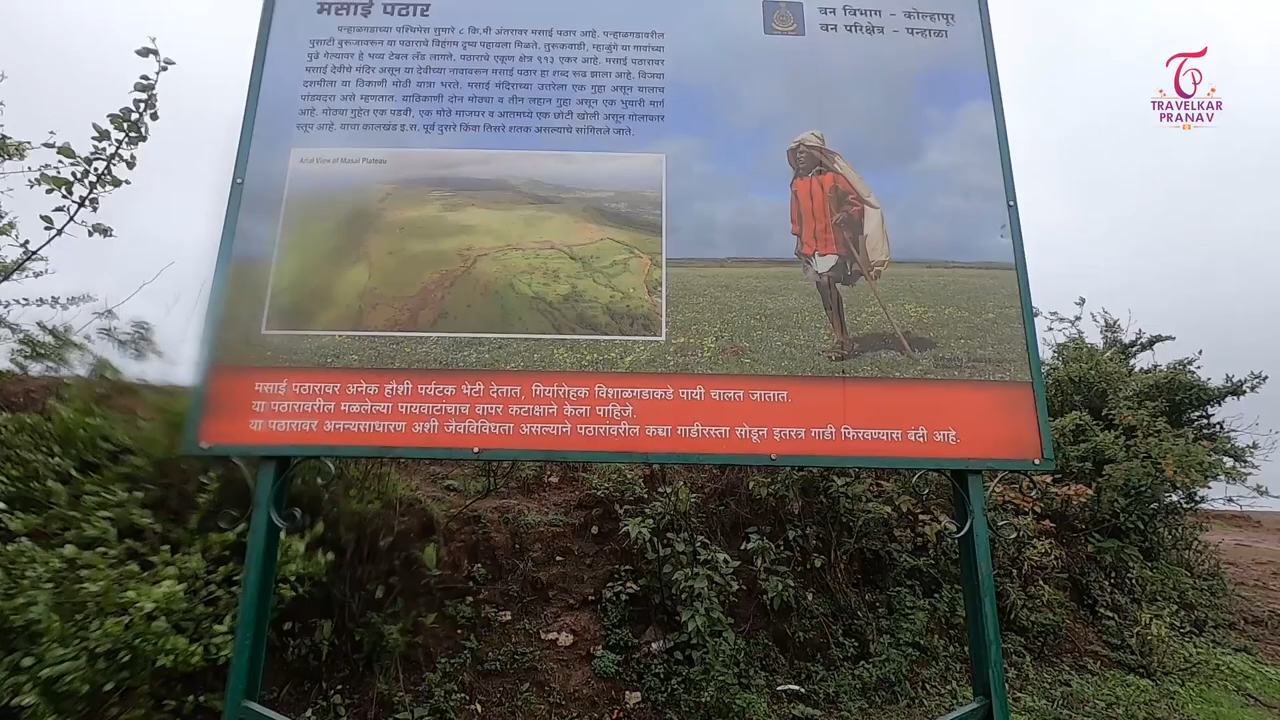 मसाई पठार
पन्हाळगडाच्या पश्चिमेस सुमारे ८ कि.मी अंतरावर मसाई पठार आहे. पन्हाळगडावरील
पुसाटी बुरूजावरून या पठाराचे विहंगम दृष्य पहायला मिळते. तुरूकवाडी, म्हाळुंगे या गावांच्या
पुढे गेल्यावर हे भव्य टेबल लँड लागते. पठाराचे एकूण क्षेत्र ९१३ एकर आहे. मसाई पठारावर
मसाई देवीचे मंदिर असून या देवीच्या नावावरून मसाई पठार हा शब्द रूढ झाला आहे. विजया
दशमीला या ठिकाणी मोठी यात्रा भरते. मसाई मंदिराच्या उत्तरेला एक गुहा असून यालाच
पांडवदरा असे म्हणतात. याठिकाणी दोन मोठ्या व तीन लहान गुहा असून एक भुयारी मार्ग
आहे. मोठ्या गुहेत एक पडवी, एक मोठे माजघर व आतमध्ये एक छोटी खोली असून गोलाकार
स्तूप आहे. याचा कालखंड इ.स. पूर्व दुसरे किंवा तिसरे शतक असल्याचे सांगितले जाते.
वन विभाग - कोल्हापूर
वन परिक्षेत्र - पन्हाळा
Arial View of Masai Plateau
मसाई पठारावर अनेक हौशी पर्यटक भेटी देतात, गिर्यारोहक विशाळगडाकडे पायी चालत जातात.
या पठारावरील मळलेल्या पायवाटांचाच वापर कटाक्षाने केला पाहिजे.
या पठारावर अनन्यसाधारण अशी जेवविविधता असल्याने पठारांवरील कच्चा गाडीरस्ता सोडून इतरत्र गाडी फिरवण्यास बंदी आहे.
TRAVELKAR
PRANAV